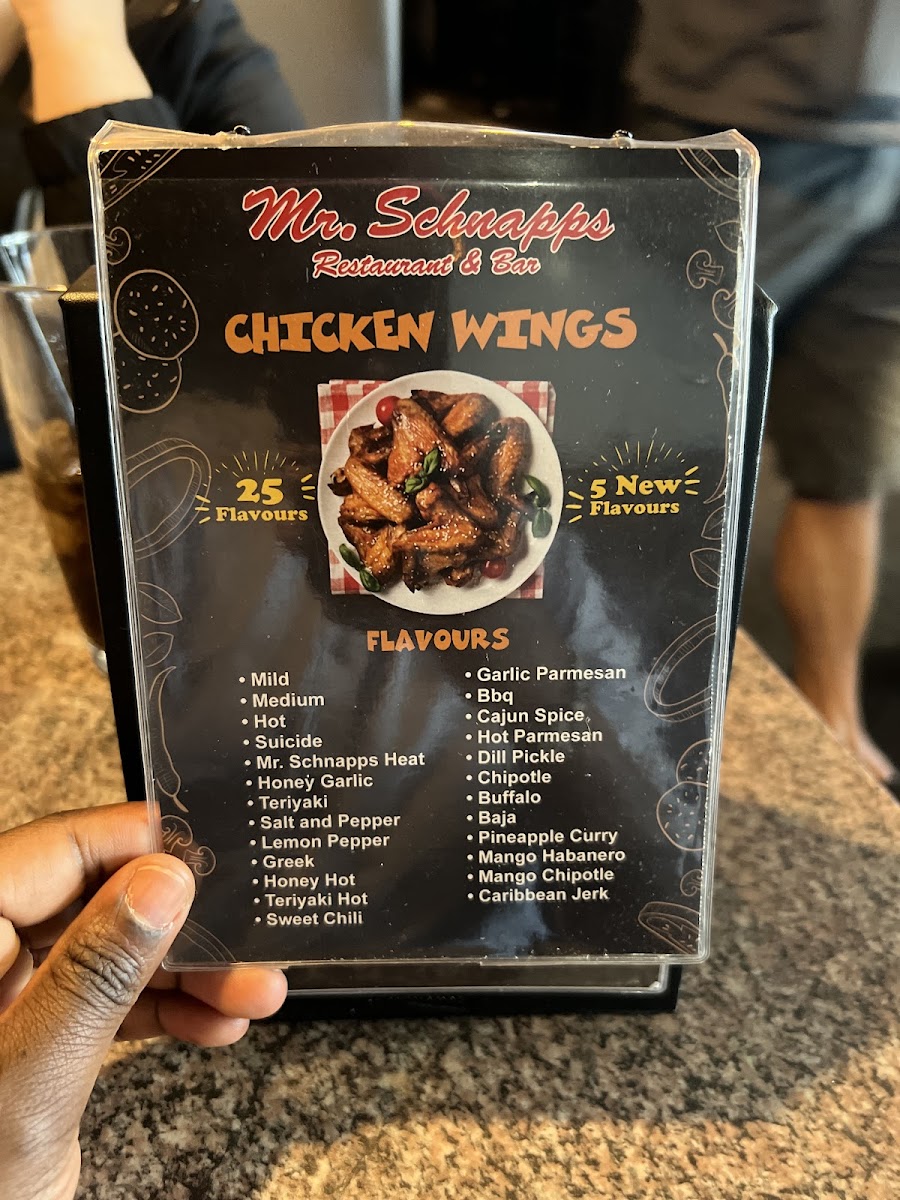 Mr. Schnapps
Restaurant & Bar
CHICKEN WINGS
25
Flavours
5 New
Flavours
FLAVOURS
• Mild
• Medium
• Hot
• Suicide
• Mr. Schnapps Heat
• Honey Garlic
• Teriyaki
• Salt and Pepper
• Lemon Pepper
• Greek
• Honey Hot
• Teriyaki Hot
• Sweet Chili
• Garlic Parmesan
• Bbq
• Cajun Spice
• Hot Parmesan
• Dill Pickle
• Chipotle
• Buffalo
• Baja
• Pineapple Curry
• Mango Habanero
• Mango Chipotle
• Caribbean Jerk